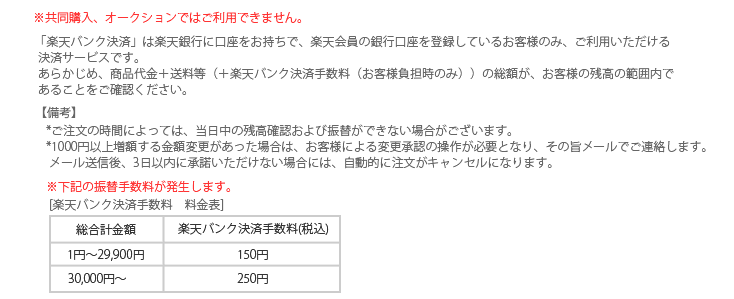 ※共同購入、オークションではご利用できません。
「楽天バンク決済」は楽天銀行に口座をお持ちで、楽天会員の銀行口座を登録しているお客様のみ、ご利用いただける
決済サービスです。
あらかじめ、商品代金＋送料等（＋楽天バンク決済手数料（お客様負担時のみ））の総額が、お客様の残高の範囲内で
あることをご確認ください。
【備考】
*ご注文の時間によっては、当日中の残高確認および振替ができない場合がございます。
*1000円以上増額する金額変更があった場合は、お客様による変更承認の操作が必要となり、その旨メールでご連絡します。
メール送信後、3日以内に承諾いただけない場合には、自動的に注文がキャンセルになります。
※下記の振替手数料が発生します。
[楽天バンク決済手数料　料金表]
総合計金額　楽天バンク決済手数料(税込)
1円～29,900円　150円
30,000円～　250円